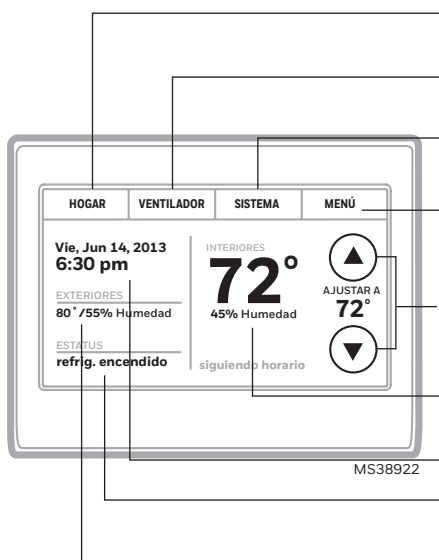 HOGAR VENTILADOR SISTEMA MENÚ
Vie, Jun 14, 2013
6:30 pm
EXTERIORES
80°/55% Humedad
ESTATUS
refrig. encendido
INTERIORES
72°
45% Humedad
siguiendo horario
AJUSTAR A
72°
MS38922